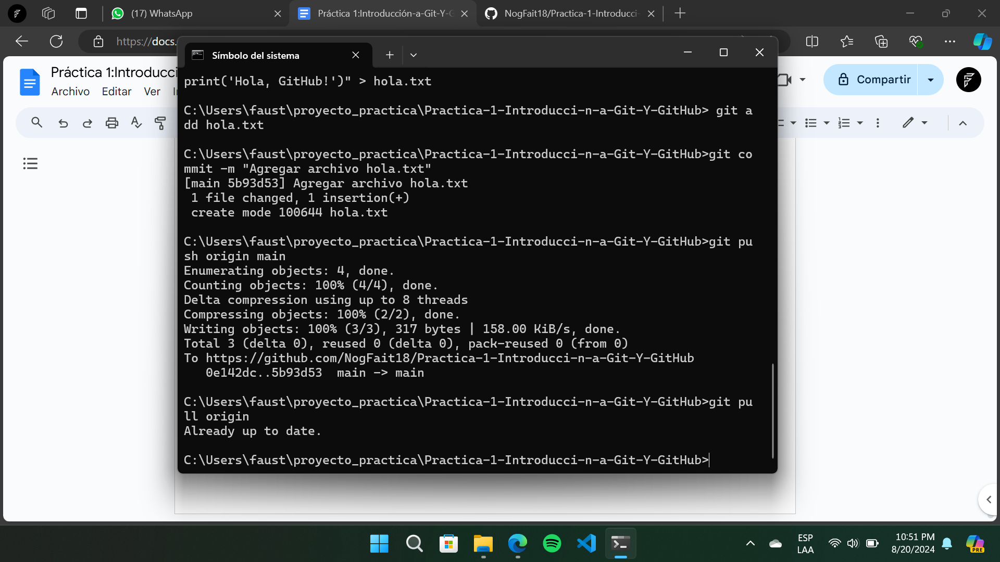 (17) WhatsApp
Práctica 1:Introducción-a-Git-Y-G
NogFait18/Practica-1-Introducci-
https://docs.
Práctica 1:Introducci
Archivo Editar Ver
Compartir
Símbolo del sistema
print('Hola, GitHub!')" > hola.txt
C:\Users\faust\proyecto_practica\Practica-1-Introducci-n-a-Git-Y-GitHub> git a
dd hola.txt
C:\Users\faust\proyecto_practica\Practica-1-Introducci-n-a-Git-Y-GitHub>git co
mmit -m "Agregar archivo hola.txt"
[main 5b93d53] Agregar archivo hola.txt
 1 file changed, 1 insertion(+)
 create mode 100644 hola.txt
C:\Users\faust\proyecto_practica\Practica-1-Introducci-n-a-Git-Y-GitHub>git pu
sh origin main
Enumerating objects: 4, done.
Counting objects: 100% (4/4), done.
Delta compression using up to 8 threads
Compressing objects: 100% (2/2), done.
Writing objects: 100% (3/3), 317 bytes | 158.00 KiB/s, done.
Total 3 (delta 0), reused 0 (delta 0), pack-reused 0 (from 0)
To https://github.com/NogFait18/Practica-1-Introducci-n-a-Git-Y-GitHub
   0e142dc..5b93d53  main -> main
C:\Users\faust\proyecto_practica\Practica-1-Introducci-n-a-Git-Y-GitHub>git pu
ll origin
Already up to date.
C:\Users\faust\proyecto_practica\Practica-1-Introducci-n-a-Git-Y-GitHub>
ESP
LAA
10:51 PM
8/20/2024
PRE